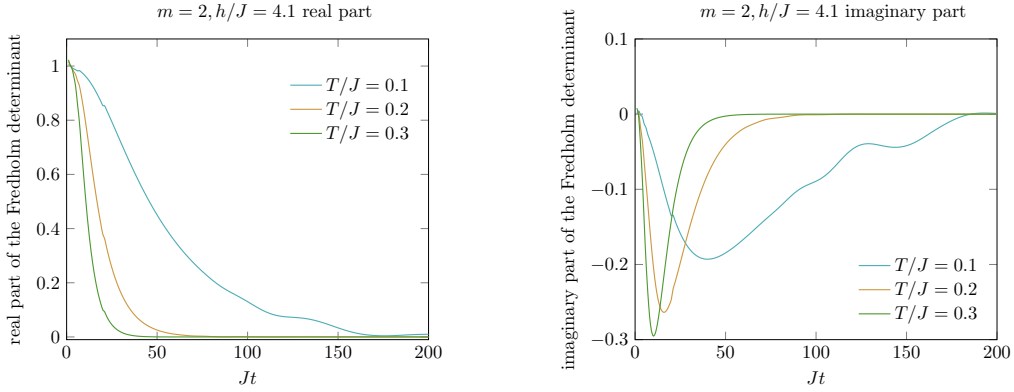 m = 2, h/J = 4.1 real part
real part of the Fredholm determinant
1
0.8
0.6
0.4
0.2
0
0 50 100 150 200
Jt
T/J = 0.1
T/J = 0.2
T/J = 0.3
m = 2, h/J = 4.1 imaginary part
imaginary part of the Fredholm determinant
0.1
0
−0.1
−0.2
−0.3
0 50 100 150 200
Jt
T/J = 0.1
T/J = 0.2
T/J = 0.3